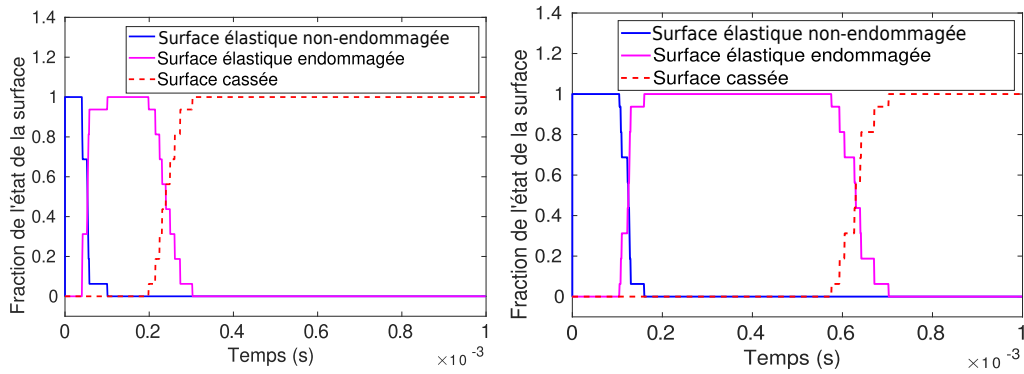 1.4
1.2
1
0.8
0.6
0.4
0.2
0
Fraction de l'état de la surface
Surface élastique non-endommagée
Surface élastique endommagée
Surface cassée
0 0.2 0.4 0.6 0.8 1
Temps (s)
×10 -3
1.4
1.2
1
0.8
0.6
0.4
0.2
0
Fraction de l'état de la surface
Surface élastique non-endommagée
Surface élastique endommagée
Surface cassée
0 0.2 0.4 0.6 0.8 1
Temps (s)
×10 -3